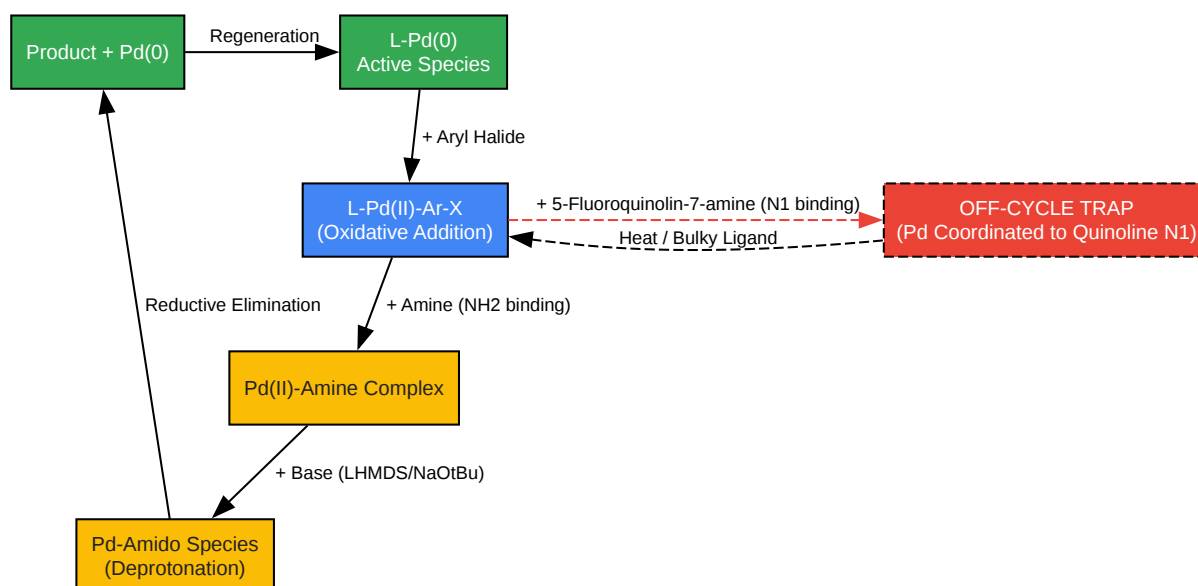 Product + Pd(0)
Regeneration
L-Pd(0)
Active Species
+ Aryl Halide
L-Pd(II)-Ar-X
(Oxidative Addition)
+ 5-Fluoroquinolin-7-amine (N1 binding)
Heat / Bulky Ligand
OFF-CYCLE TRAP
(Pd Coordinated to Quinoline N1)
Reductive Elimination
+ Amine (NH2 binding)
Pd(II)-Amine Complex
+ Base (LHMDS/NaOtBu)
Pd-Amido Species
(Deprotonation)